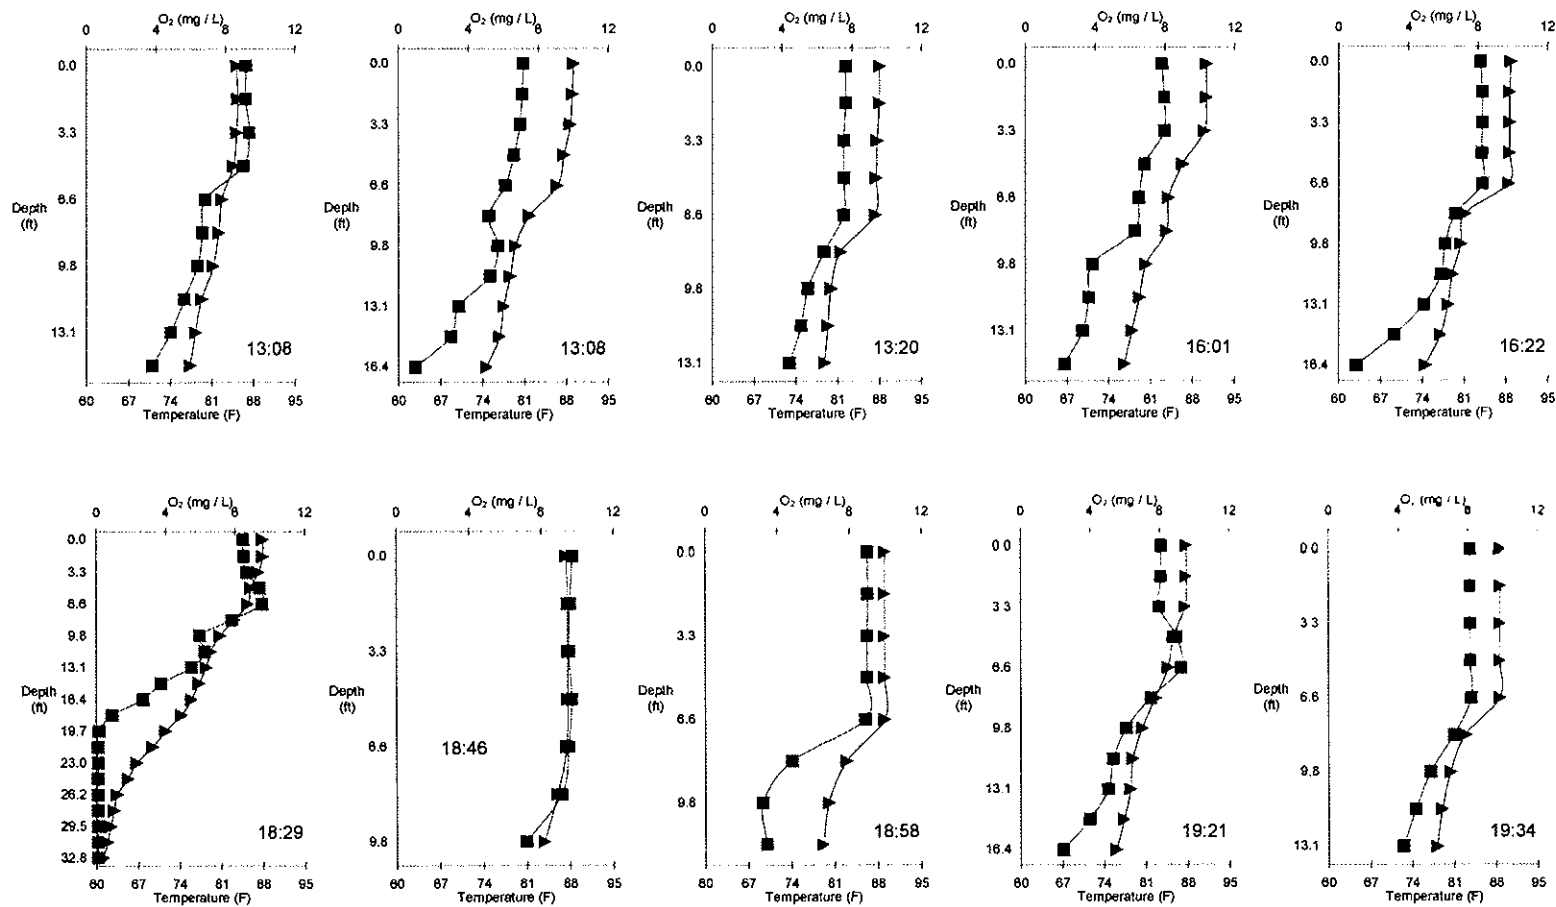 O₂ (mg / L)
0 4 8 12
0.0
3.3
6.6
Depth
(ft)
9.8
13.1
13:08
60 67 74 81 88 95
Temperature (F)
O₂ (mg / L)
0 4 8 12
0.0
3.3
6.6
Depth
(ft)
9.8
13.1
16.4
13:08
60 67 74 81 88 95
Temperature (F)
O₂ (mg / L)
0 4 8 12
0.0
3.3
Depth
(ft)
6.6
9.8
13.1
13:20
60 67 74 81 88 95
Temperature (F)
O₂ (mg / L)
0 4 8 12
0.0
3.3
6.6
Depth
(ft)
9.8
13.1
16:01
60 67 74 81 88 95
Temperature (F)
O₂ (mg / L)
0 4 8 12
0.0
3.3
6.6
Depth
(ft)
9.8
13.1
16.4
16:22
60 67 74 81 88 95
Temperature (F)
O₂ (mg / L)
0 4 8 12
0.0
3.3
6.6
9.8
13.1
Depth
16.4
(ft)
19.7
23.0
26.2
29.5
32.8
18:29
60 67 74 81 88 95
Temperature (F)
O₂ (mg / L)
0 4 8 12
0.0
3.3
Depth
(ft)
6.6
18:46
9.8
60 67 74 81 88 95
Temperature (F)
O₂ (mg / L)
0 4 8 12
0.0
3.3
Depth
(ft)
6.6
9.8
18:58
60 67 74 81 88 95
Temperature (F)
O₂ (mg / L)
0 4 8 12
0 0
3.3
6.6
Depth
(ft)
9.8
13.1
16.4
19:21
60 67 74 81 88 95
Temperature (F)
O, (mg / L)
0 4 8 12
0 0
3.3
Depth
(ft)
6.6
9.8
13.1
19:34
60 67 74 81 88 95
Temperature (F)